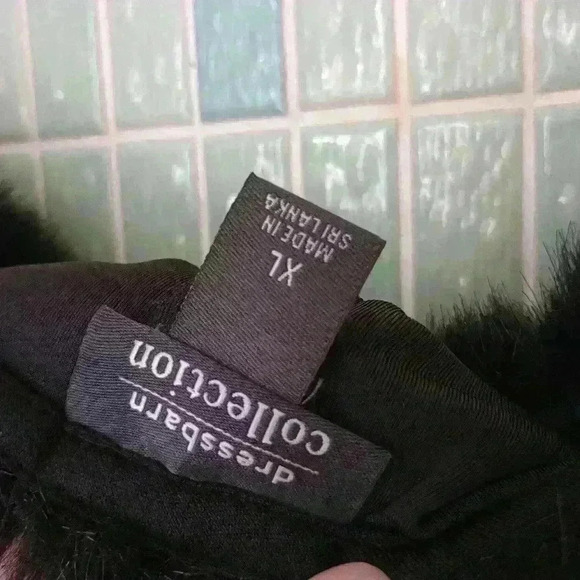 dressbarn
collection
XL
MADE IN
SRI LANKA